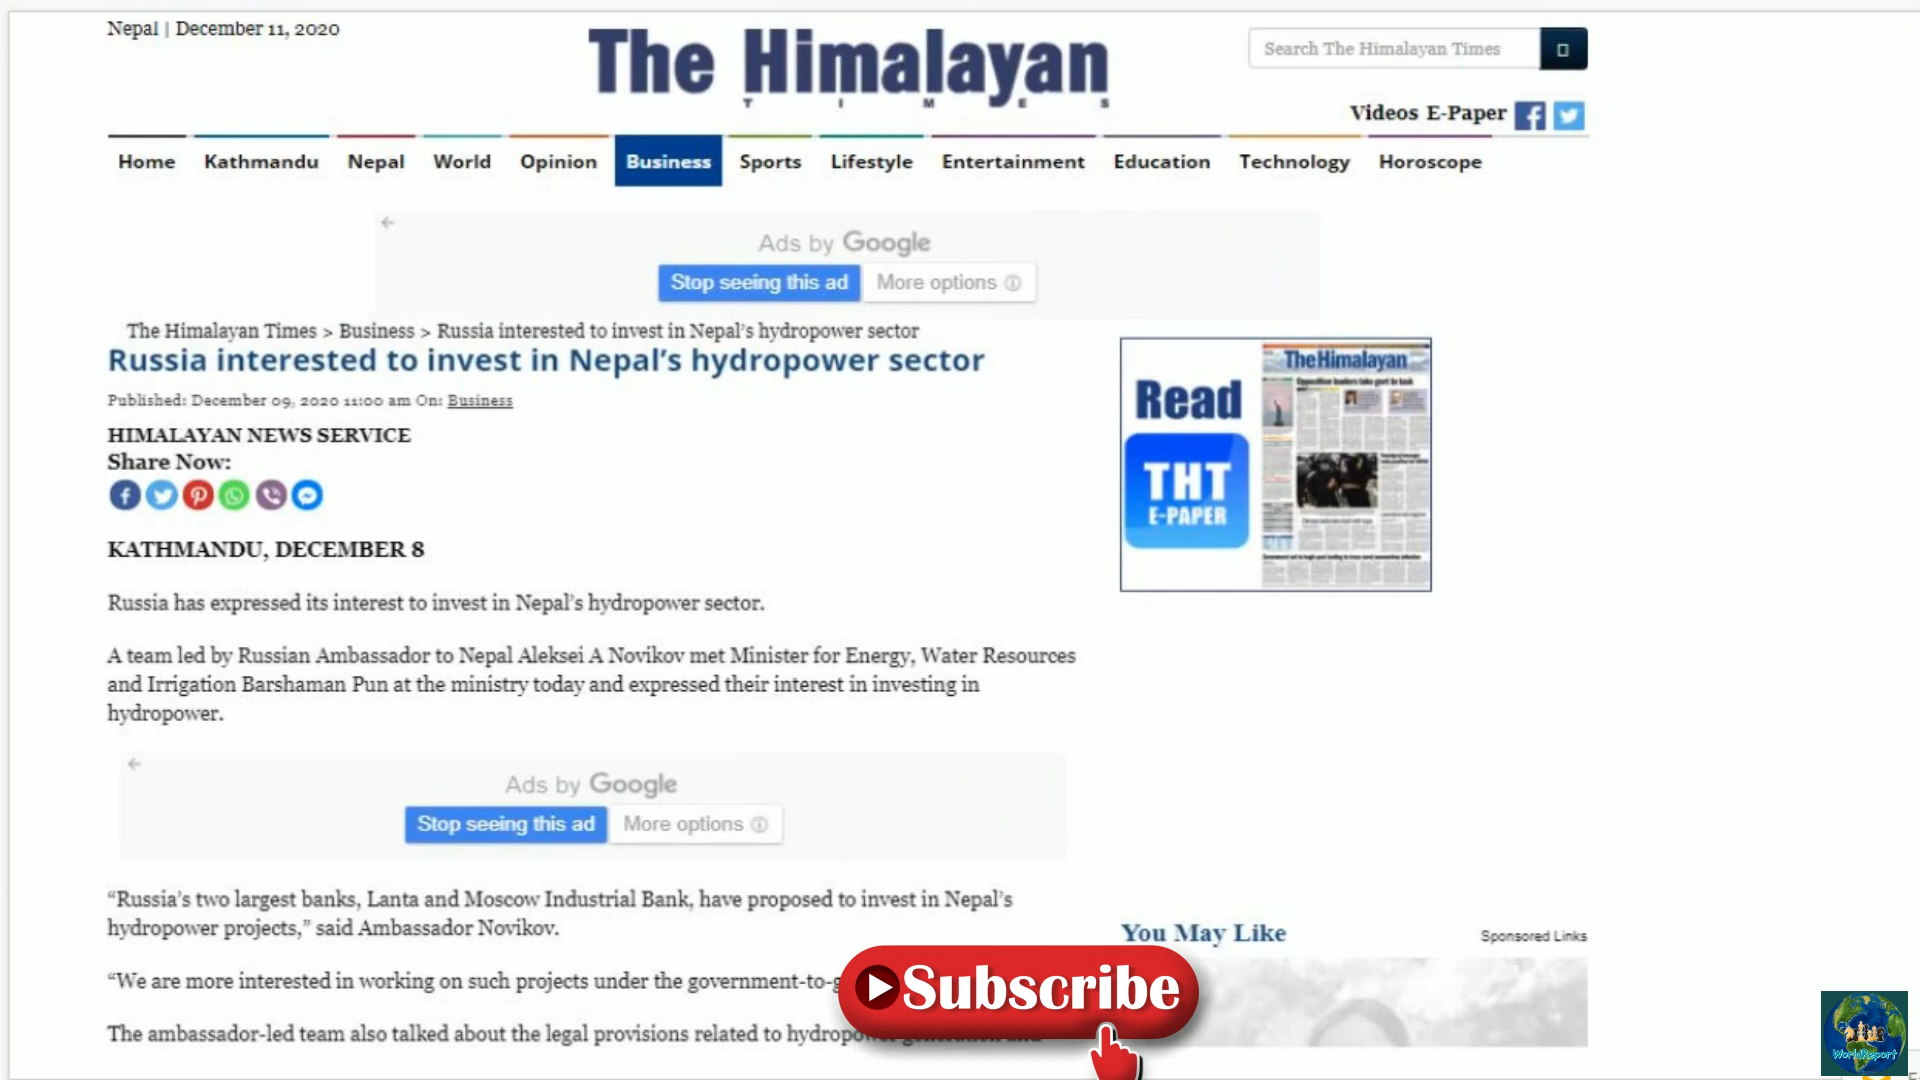 Nepal | December 11, 2020
The Himalayan
TIMES
Search The Himalayan Times
Videos E-Paper
Home Kathmandu Nepal World Opinion Business Sports Lifestyle Entertainment Education Technology Horoscope
Ads by Google
Stop seeing this ad More options
The Himalayan Times > Business > Russia interested to invest in Nepal's hydropower sector
Russia interested to invest in Nepal's hydropower sector
Published: December 09, 2020 11:00 am On: Business
HIMALAYAN NEWS SERVICE
Share Now:
KATHMANDU, DECEMBER 8
Russia has expressed its interest to invest in Nepal's hydropower sector.
A team led by Russian Ambassador to Nepal Aleksei A Novikov met Minister for Energy, Water Resources
and Irrigation Barshaman Pun at the ministry today and expressed their interest in investing in
hydropower.
Ads by Google
Stop seeing this ad More options
“Russia's two largest banks, Lanta and Moscow Industrial Bank, have proposed to invest in Nepal's
hydropower projects,” said Ambassador Novikov.
“We are more interested in working on such projects under the government-to-g
The ambassador-led team also talked about the legal provisions related to
Read
THT
E-PAPER
The Himalayan
Opposition leaders take govt to task
You May Like
Sponsored Links
Subscribe
WorldReport